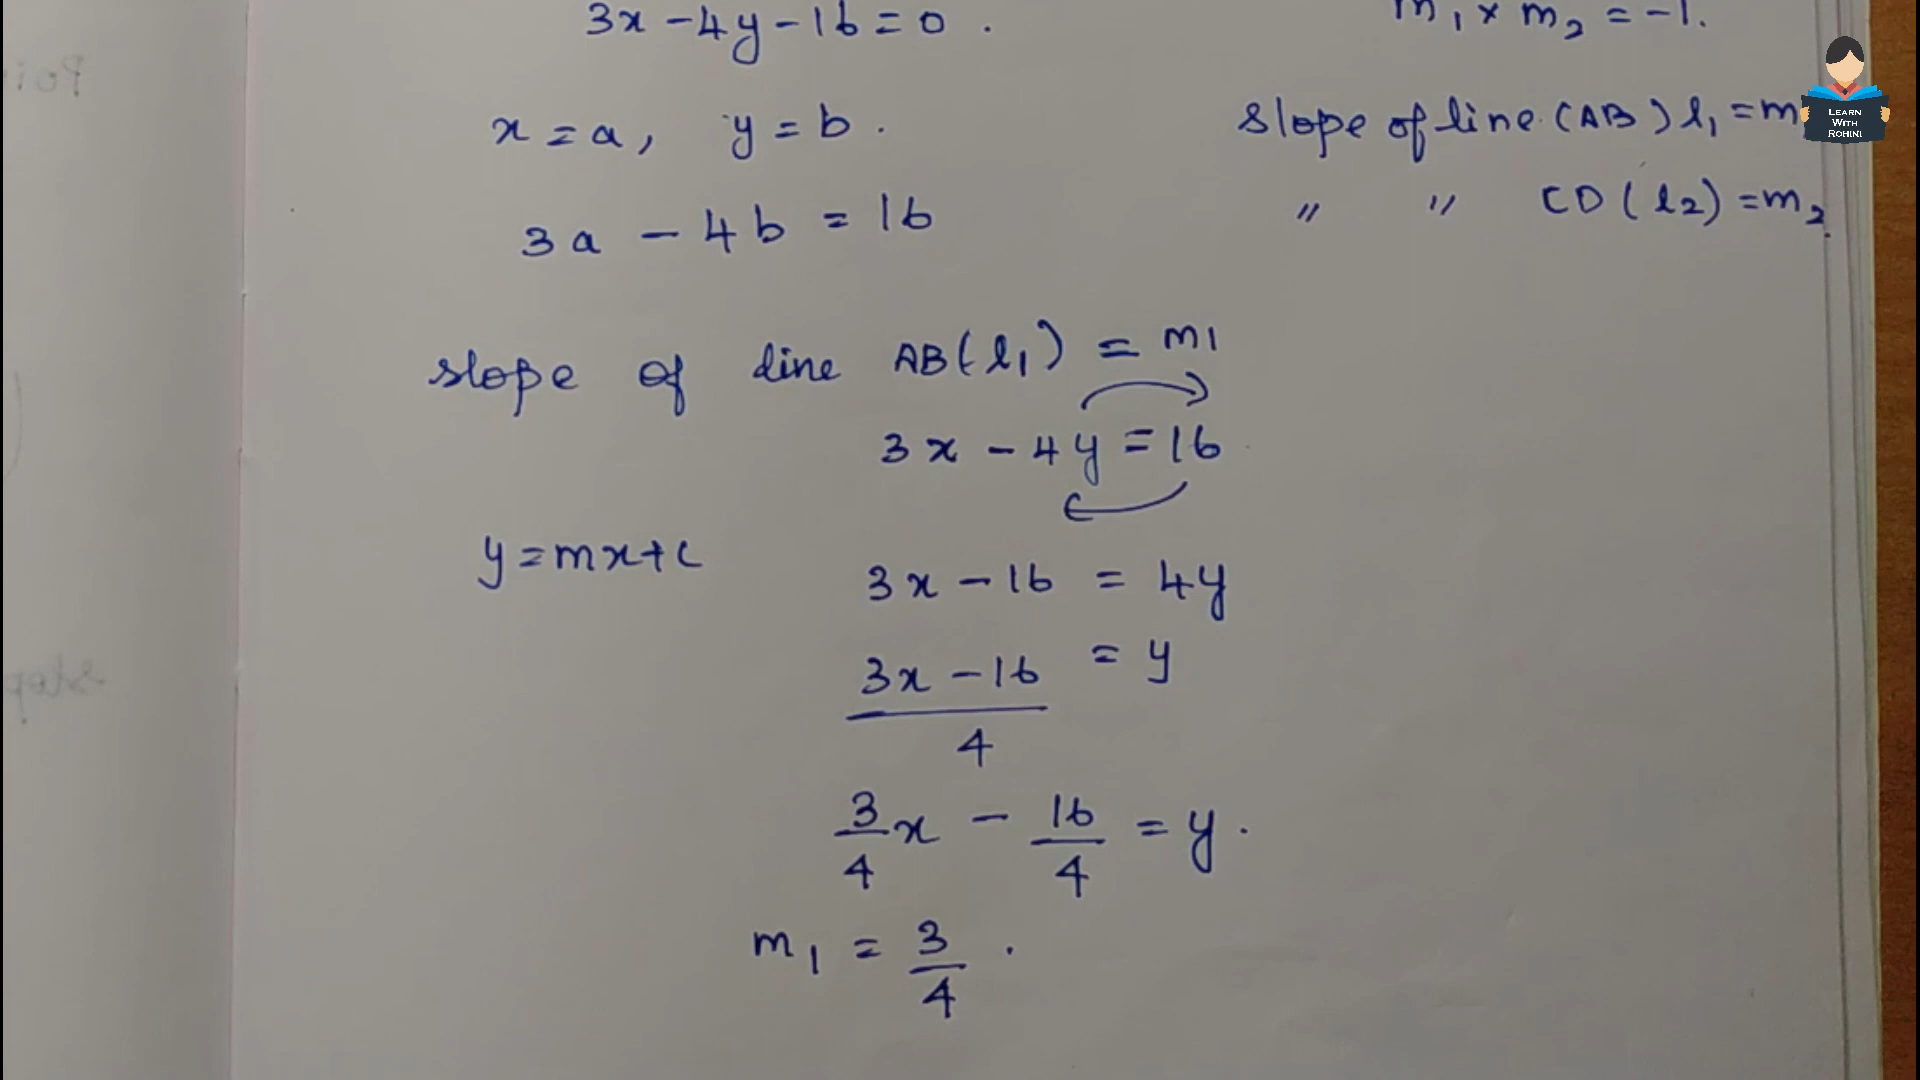 3x - 4y - 16 = 0 .
m1 x m2 = -1.
x = a, y = b .
slope of line (AB) l1 = m
3a - 4b = 16
" " CD (l2) = m2
slope of line AB (l1) = m1
3x - 4y = 16
y = mx + c
3x - 16 = 4y
3x - 16 / 4 = y
3/4 x - 16/4 = y .
m1 = 3/4 .
LEARN
WITH
ROHINI